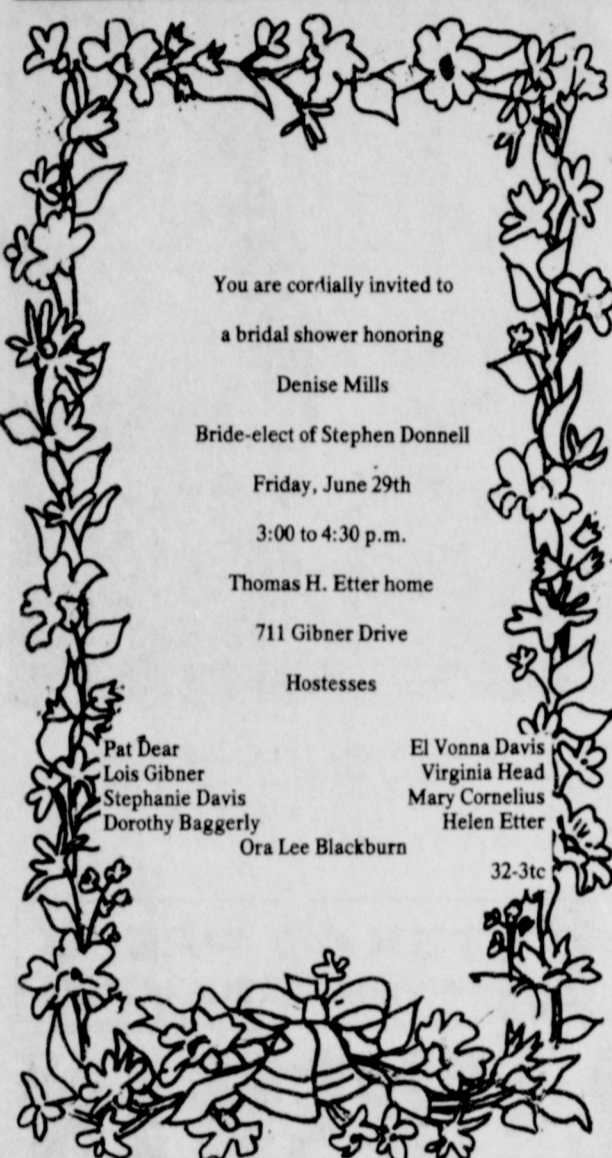 You are cordially invited to
a bridal shower honoring
Denise Mills
Bride-elect of Stephen Donnell
Friday, June 29th
3:00 to 4:30 p.m.
Thomas H. Etter home
711 Gibner Drive
Hostesses
Pat Dear El Vonna Davis
Lois Gibner Virginia Head
Stephanie Davis Mary Cornelius
Dorothy Baggerly Helen Etter
Ora Lee Blackburn
32-3tc